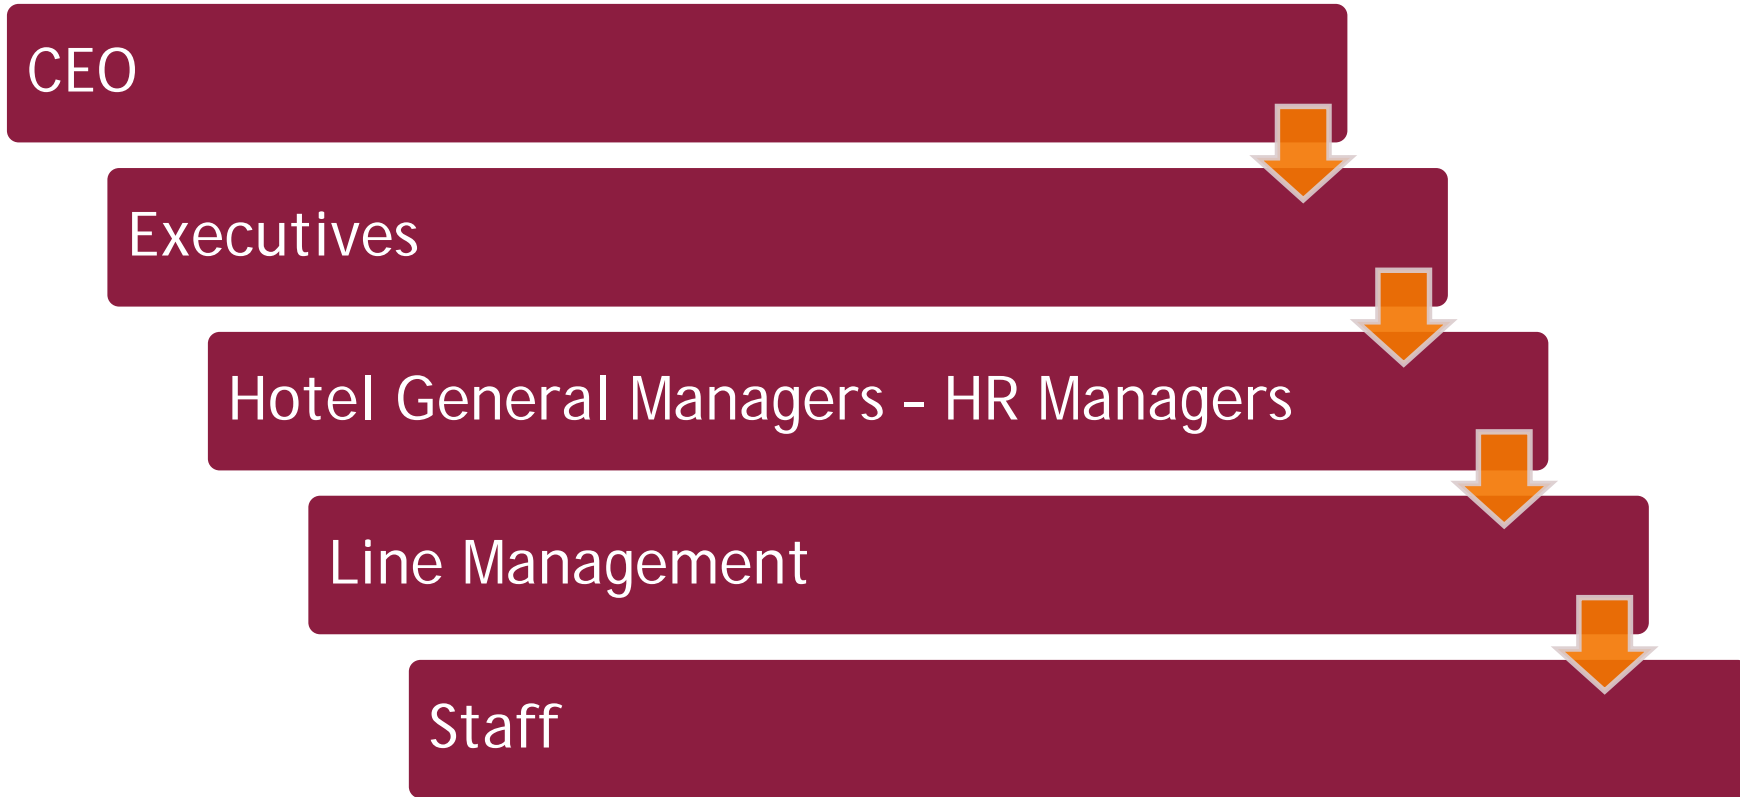 CEO
Executives
Hotel General Managers - HR Managers
Line Management
Staff